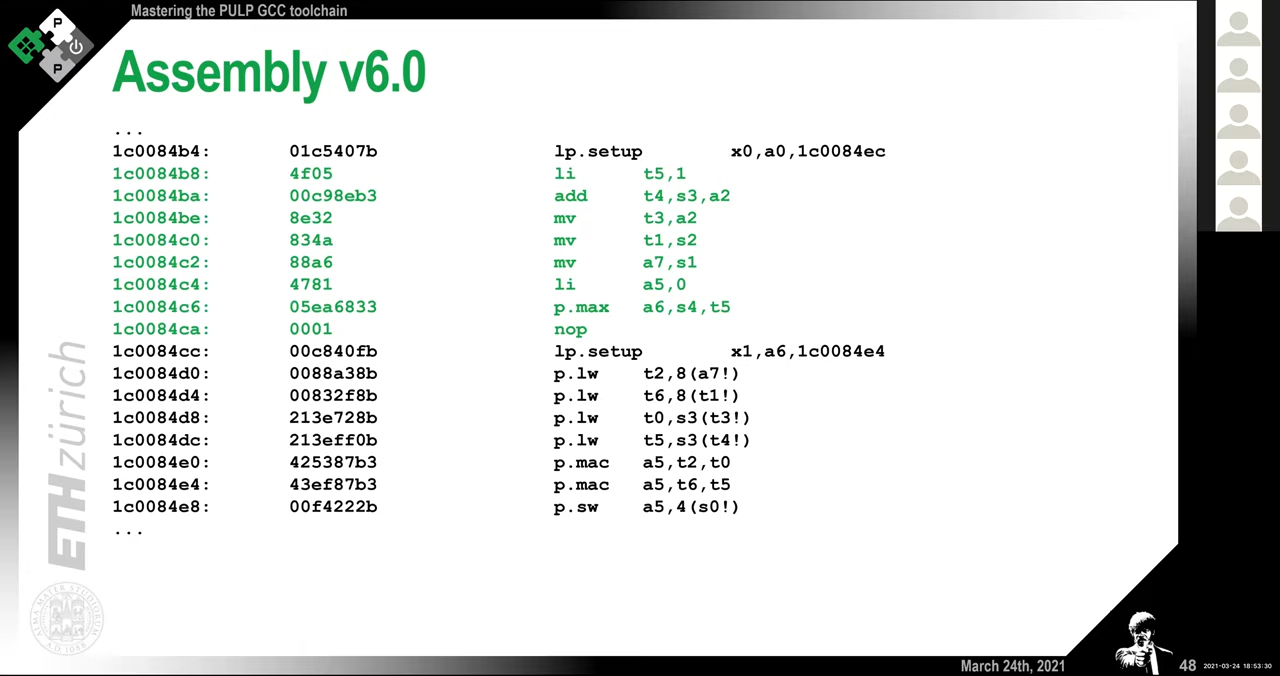 Mastering the PULP GCC toolchain
P
P
Assembly v6.0
...
1c0084b4: 01c5407b lp.setup x0,a0,1c0084ec
1c0084b8: 4f05 li t5,1
1c0084ba: 00c98eb3 add t4,s3,a2
1c0084be: 8e32 mv t3,a2
1c0084c0: 834a mv t1,s2
1c0084c2: 88a6 mv a7,s1
1c0084c4: 4781 li a5,0
1c0084c6: 05ea6833 p.max a6,s4,t5
1c0084ca: 0001 nop
1c0084cc: 00c840fb lp.setup x1,a6,1c0084e4
1c0084d0: 0088a38b p.lw t2,8(a7!)
1c0084d4: 00832f8b p.lw t6,8(t1!)
1c0084d8: 213e728b p.lw t0,s3(t3!)
1c0084dc: 213eff0b p.lw t5,s3(t4!)
1c0084e0: 425387b3 p.mac a5,t2,t0
1c0084e4: 43ef87b3 p.mac a5,t6,t5
1c0084e8: 00f4222b p.sw a5,4(s0!)
...
ETH zürich
ALMA MATER STUDIORUM
A.D. 1088
March 24th, 2021
48
2021-03-24 18:53:30